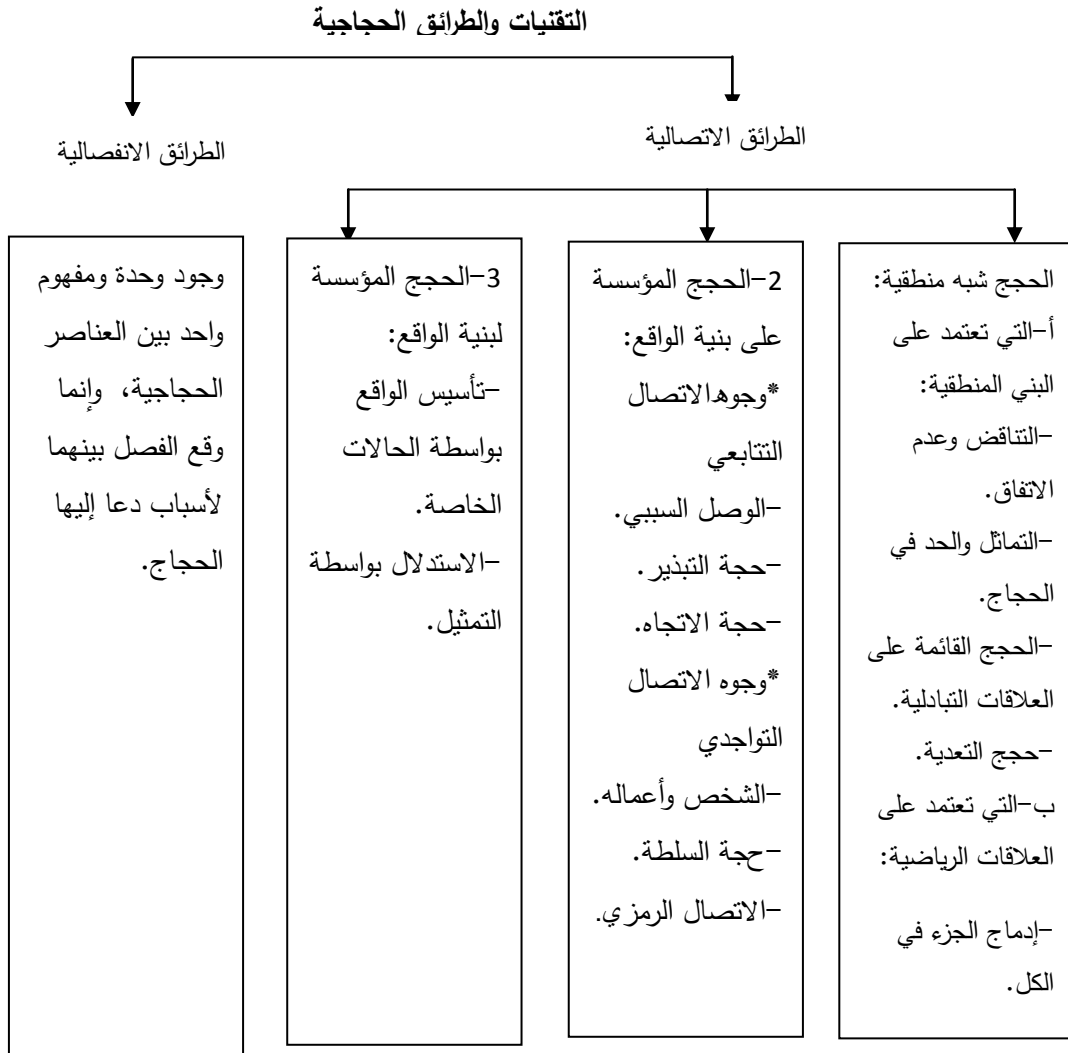 التقنيات والطرائق الحجاجية
الطرائق الاتصالية
الطرائق الانفصالية
الحجج شبه منطقية:
أ-التي تعتمد على
البني المنطقية:
-التناقض وعدم
الاتفاق.
-التماثل والحد في
الحجاج.
-الحجج القائمة على
العلاقات التبادلية.
-حجج التعدية.
ب-التي تعتمد على
العلاقات الرياضية:
-إدماج الجزء في
الكل.
2-الحجج المؤسسة
على بنية الواقع:
*وجوهالاتصال
التتابعي
-الوصل السببي.
-حجة التبذير.
-حجة الاتجاه.
*وجوه الاتصال
التواجدي
-الشخص وأعماله.
-حجة السلطة.
-الاتصال الرمزي.
3-الحجج المؤسسة
لبنية الواقع:
-تأسيس الواقع
بواسطة الحالات
الخاصة.
-الاستدلال بواسطة
التمثيل.
وجود وحدة ومفهوم
واحد بين العناصر
الحجاجية، وإنما
وقع الفصل بينهما
لأسباب دعا إليها
الحجاج.